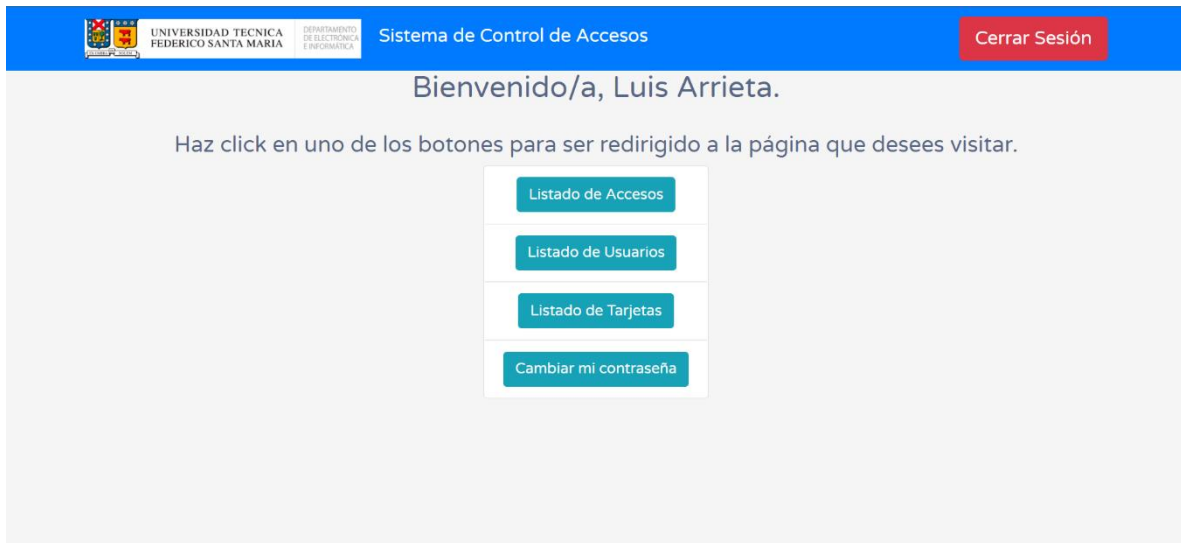 UNIVERSIDAD TECNICA
FEDERICO SANTA MARIA
DEPARTAMENTO
DE ELECTRÓNICA
E INFORMÁTICA
Sistema de Control de Accesos
Cerrar Sesión
Bienvenido/a, Luis Arrieta.
Haz click en uno de los botones para ser redirigido a la página que desees visitar.
Listado de Accesos
Listado de Usuarios
Listado de Tarjetas
Cambiar mi contraseña